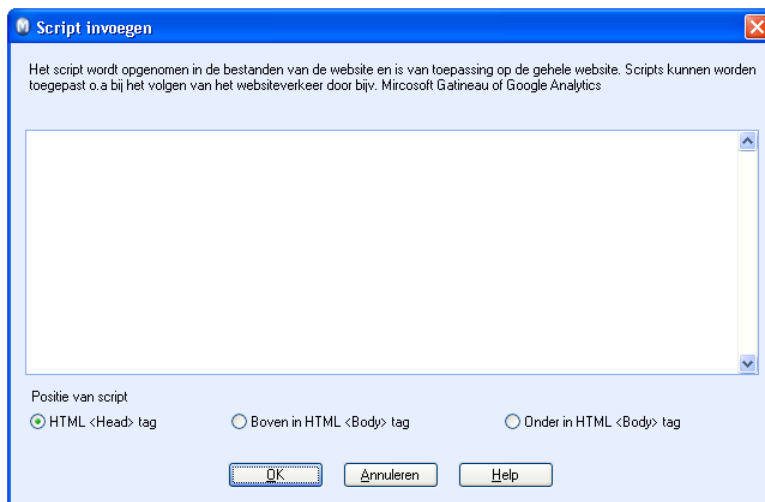 Script invoegen
Het script wordt opgenomen in de bestanden van de website en is van toepassing op de gehele website. Scripts kunnen worden
toegepast o.a bij het volgen van het websiteverkeer door bijv. Mircosoft Gatineau of Google Analytics
Positie van script
HTML <Head> tag Boven in HTML <Body> tag Onder in HTML <Body> tag
OK Annuleren Help